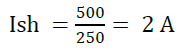 Ish = 500/250 = 2 A